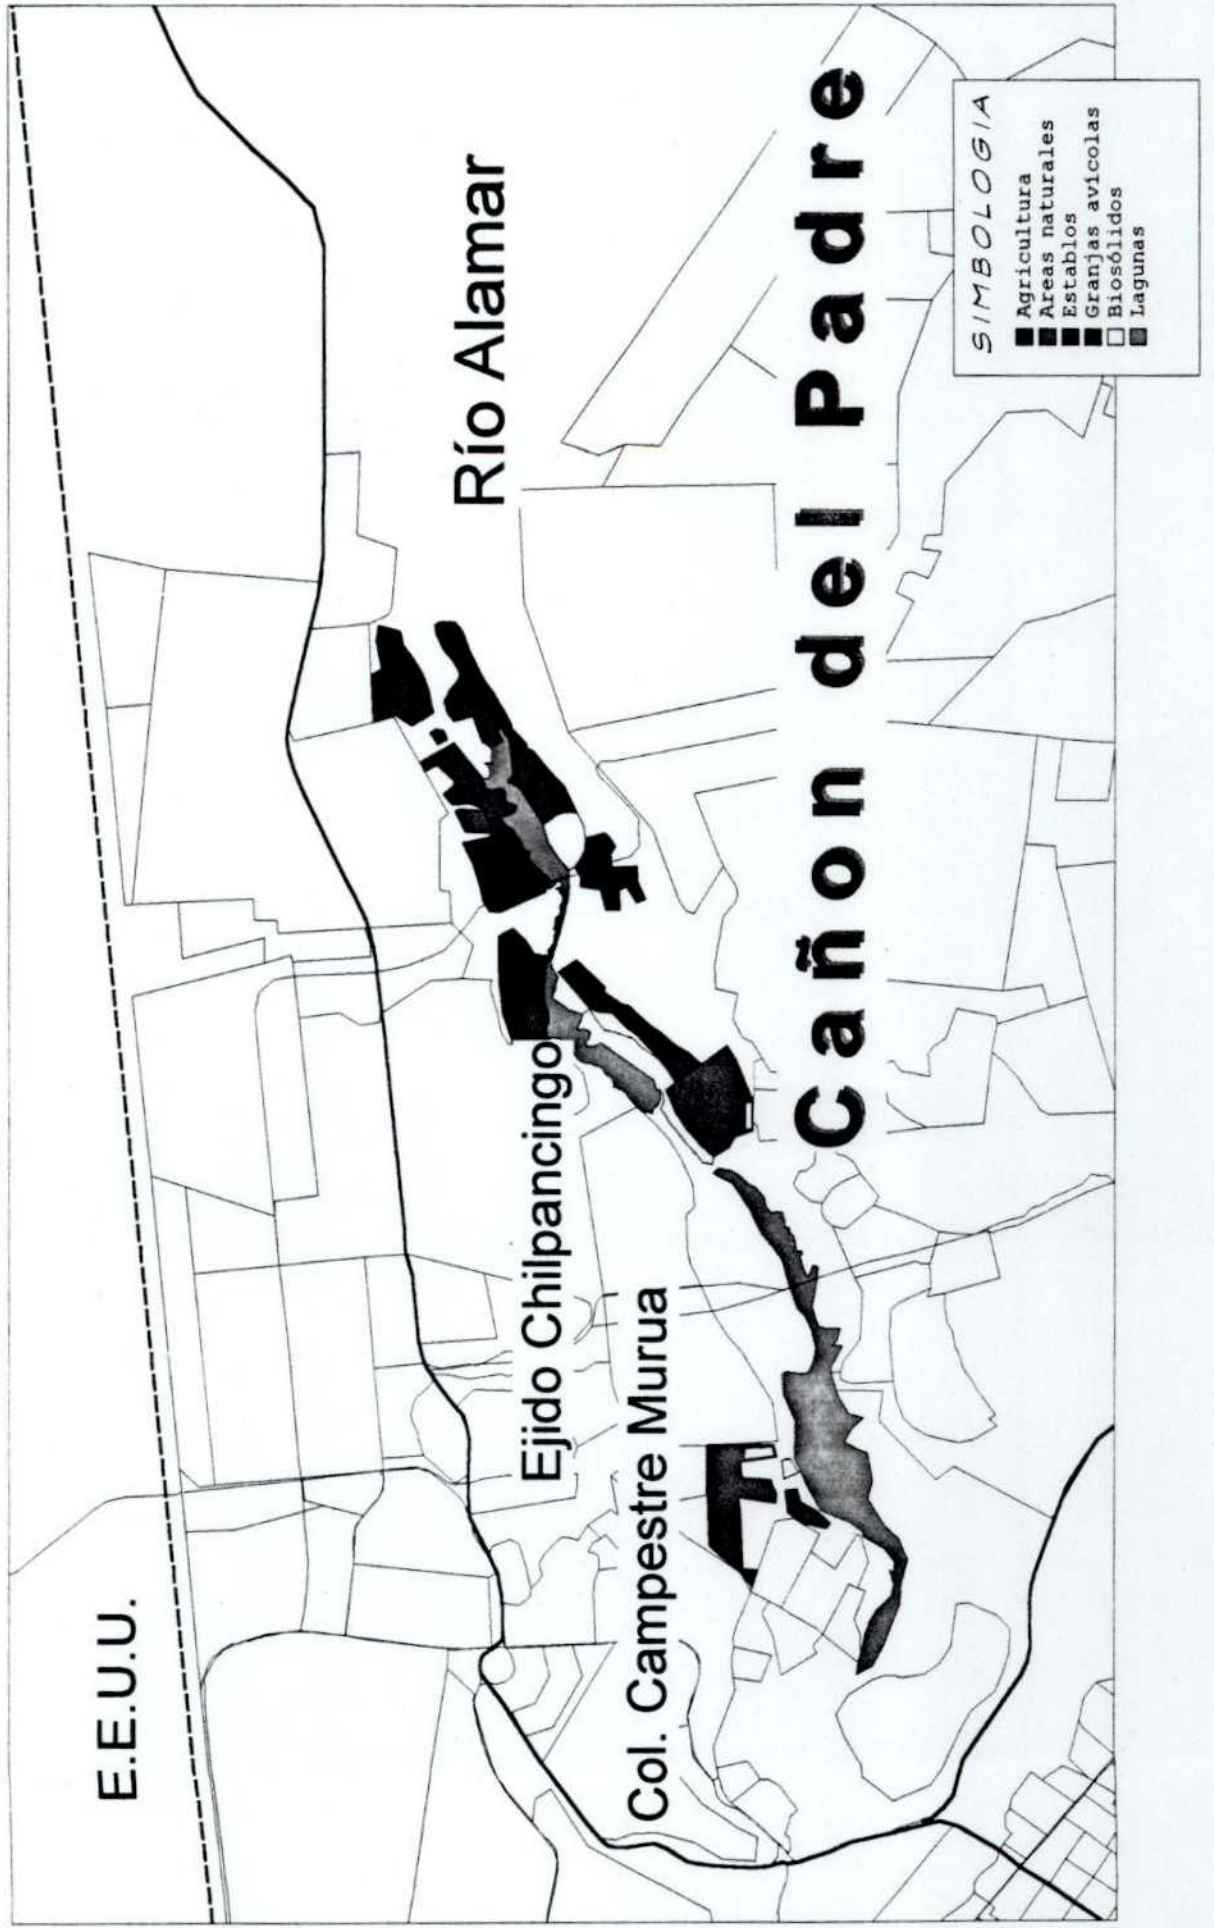 E.E.U.U.
Río Alamar
Ejido Chilpancingo
Col. Campestre Murua
Cañon del Padre
SIMBOLOGIA
Agricultura
Areas naturales
Establos
Granjas avícolas
Biosólidos
Lagunas